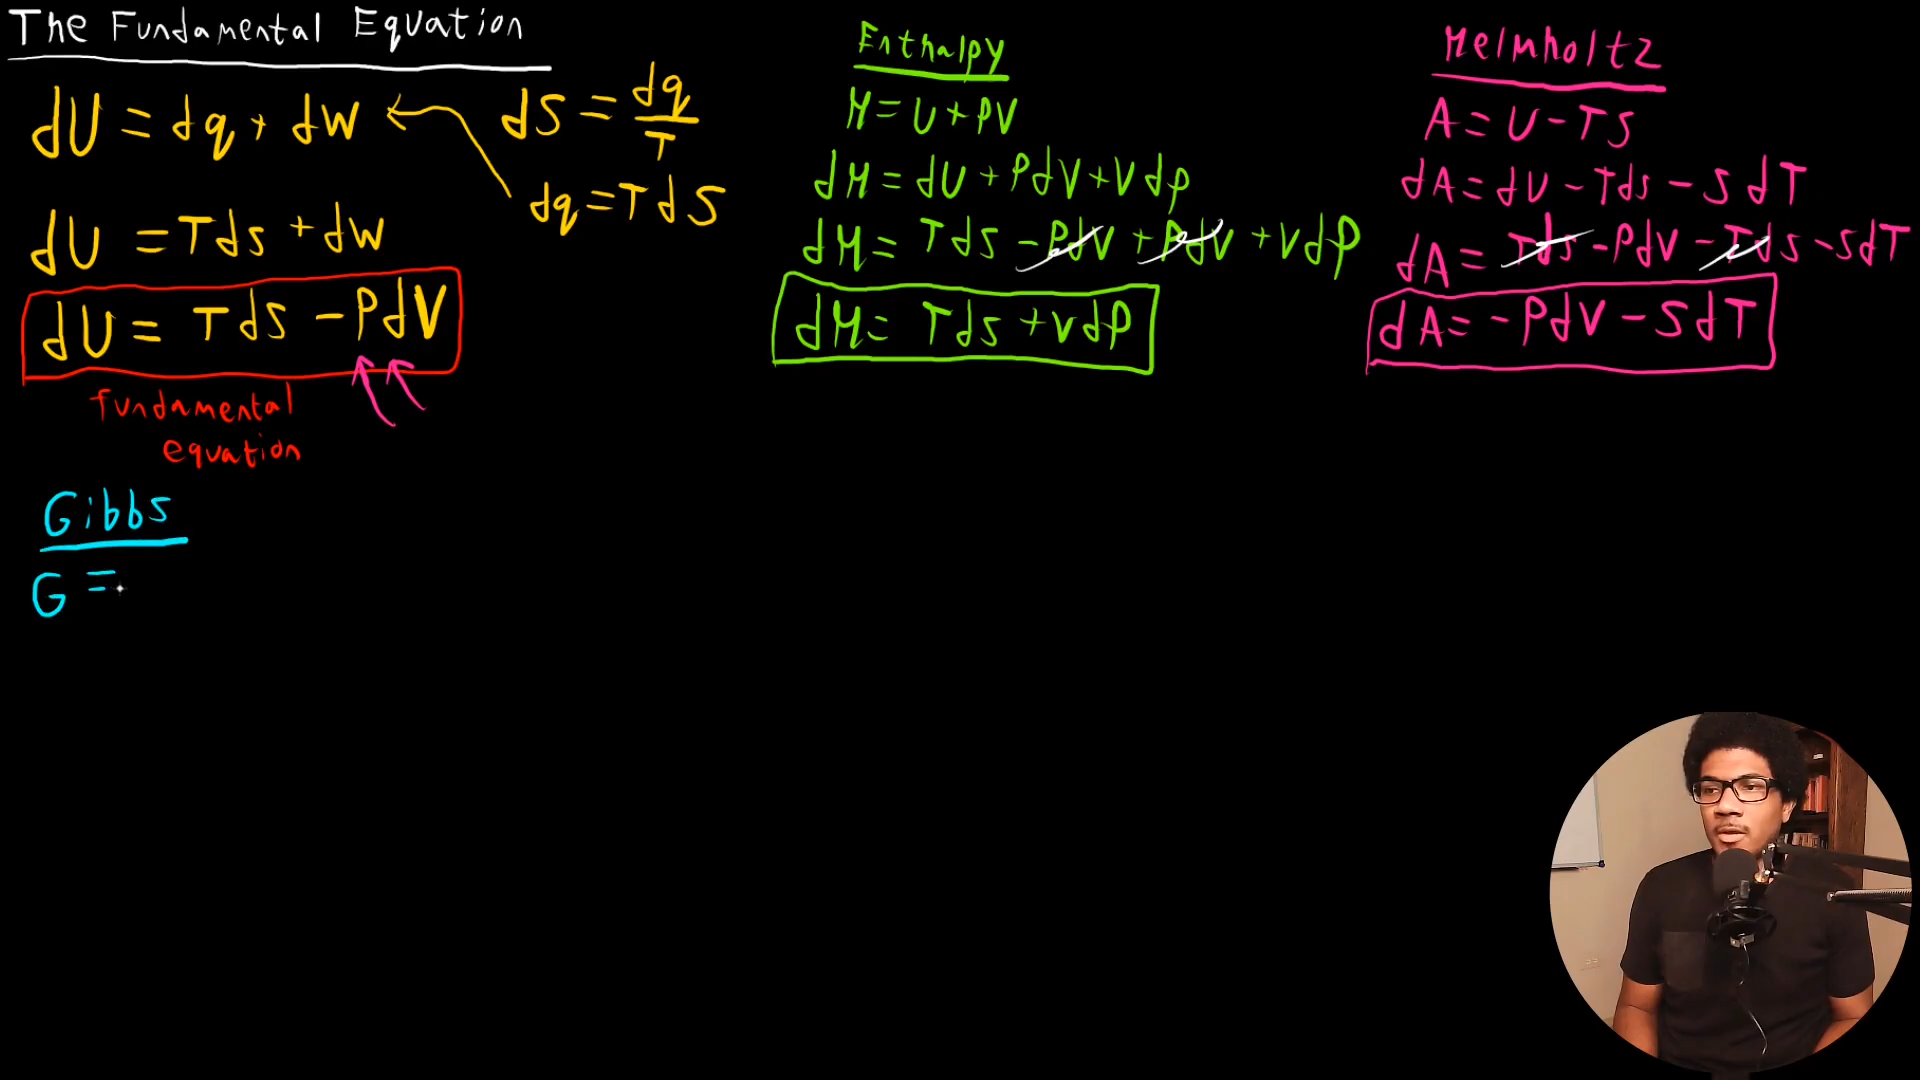 The Fundamental Equation
dU = dq + dW
dS = dq/T
dq = TdS
dU = TdS + dW
dU = TdS - PdV
fundamental
equation
Enthalpy
H = U + PV
dH = dU + PdV + VdP
dH = TdS - PdV + PdV + VdP
dH = TdS + VdP
Helmholtz
A = U - TS
dA = dU - TdS - SdT
dA = TdS - PdV - TdS - SdT
dA = -PdV - SdT
Gibbs
G =